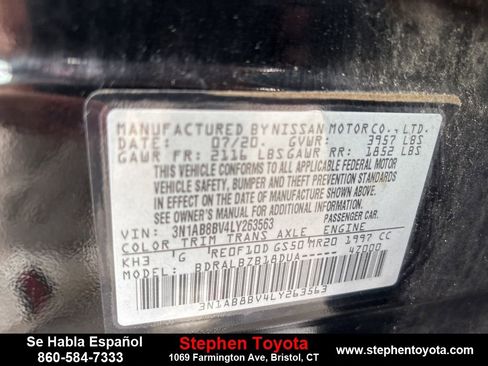 MANUFACTURED BY NISSAN MOTOR CO., LTD.
DATE: 07/20 GVWR: 3957 LBS
GAWR FR: 2116 LBS GAWR RR: 1852 LBS
THIS VEHICLE CONFORMS TO ALL APPLICABLE FEDERAL MOTOR
VEHICLE SAFETY, BUMPER AND THEFT PREVENTION STANDARDS
IN EFFECT ON THE DATE OF MANUFACTURE SHOWN ABOVE.
SEE OWNER'S MANUAL FOR ADDITIONAL INFORMATION
VIN: 3N1AB8BV4LY263563 PASSENGER CAR
COLOR TRIM TRANS AXLE ENGINE
KH3 G RE0F10D GS50 MR20 1997 CC
MODEL: BDRALBZB18DUA----- 47000
3N1AB8BV4LY263563
Se Habla Español
860-584-7333
Stephen Toyota
1069 Farmington Ave, Bristol, CT
www.stephentoyota.com